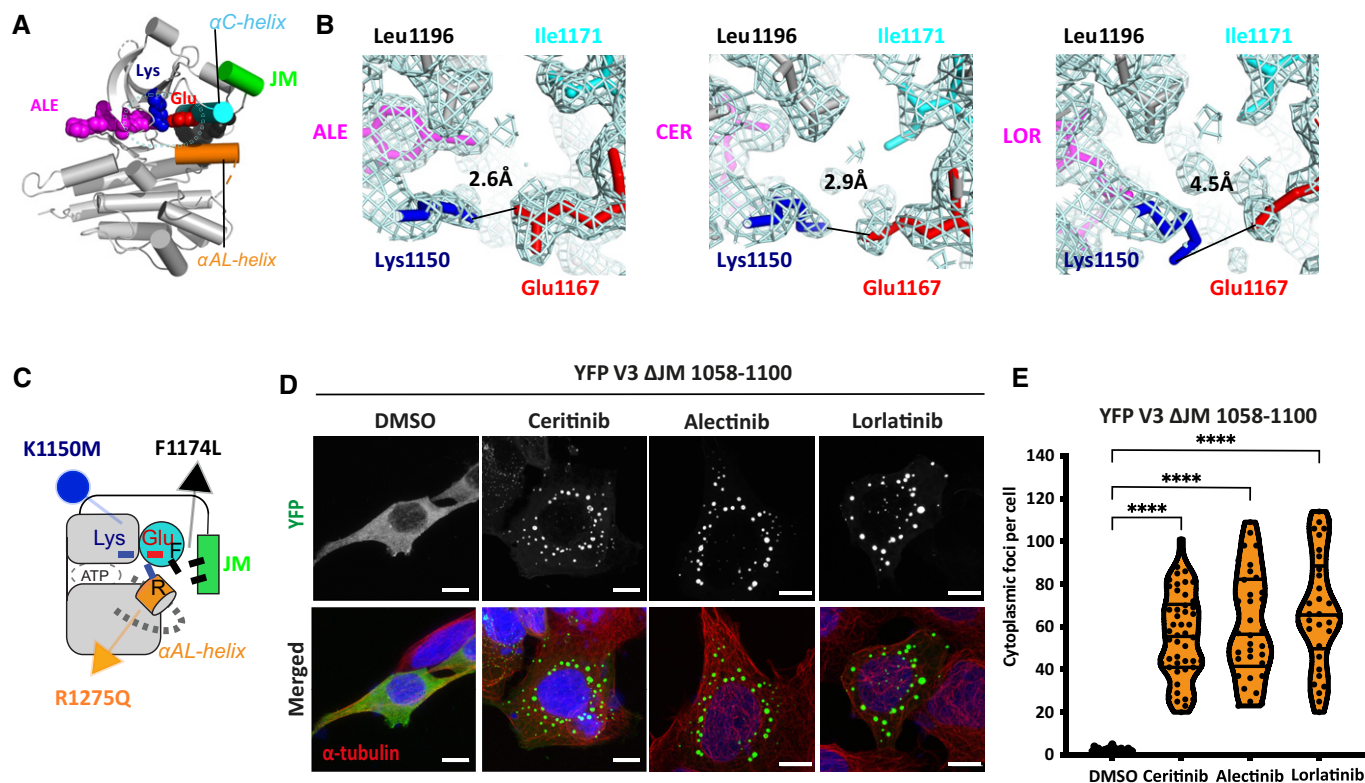 A
αC-helix
Lys
JM
ALE
Glu
αAL-helix
B
Leu1196
Ile1171
ALE
2.6Å
Lys1150
Glu1167
Leu1196
Ile1171
CER
2.9Å
Lys1150
Glu1167
Leu1196
Ile1171
LOR
4.5Å
Lys1150
Glu1167
C
K1150M
F1174L
Lys
Glu
F
ATP
R
JM
αAL-helix
R1275Q
D
YFP V3 ΔJM 1058-1100
DMSO
Ceritinib
Alectinib
Lorlatinib
YFP
Merged
α-tubulin
E
YFP V3 ΔJM 1058-1100
Cytoplasmic foci per cell
140
120
100
80
60
40
20
0
****
****
****
DMSO Ceritinib Alectinib Lorlatinib